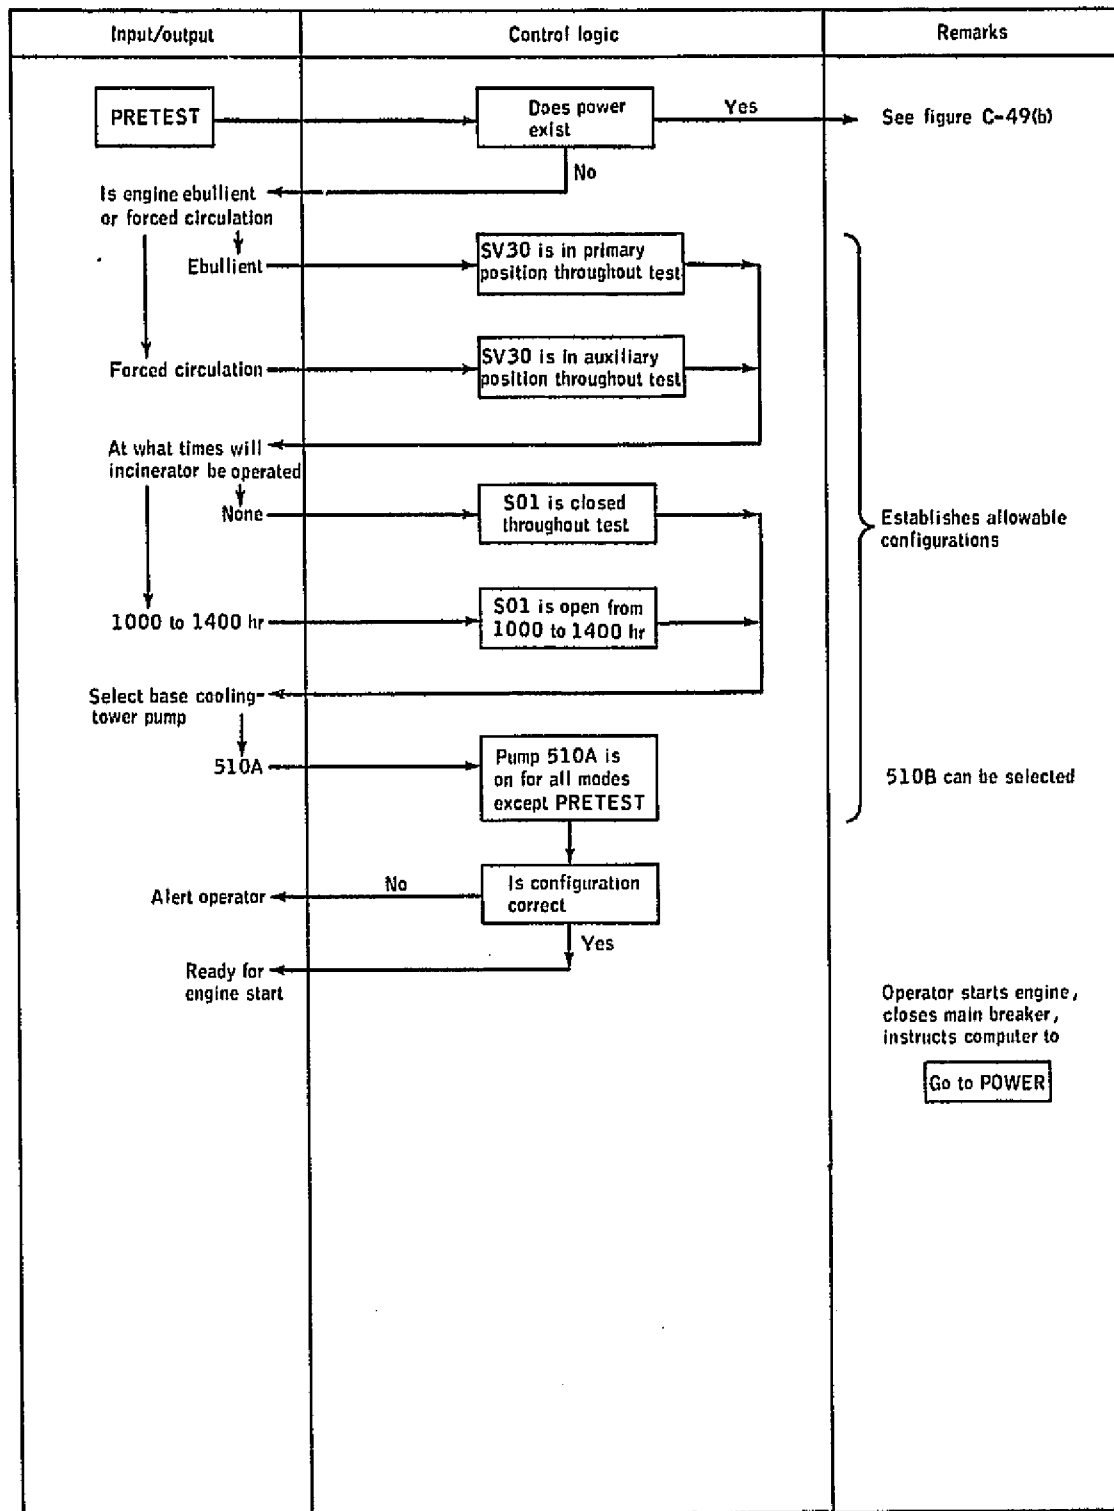 Input/output
Control logic
Remarks
PRETEST
Does power
exist
Yes
See figure C-49(b)
No
Is engine ebullient
or forced circulation
Ebullient
SV30 is in primary
position throughout test
Forced circulation
SV30 is in auxiliary
position throughout test
At what times will
incinerator be operated
None
S01 is closed
throughout test
Establishes allowable
configurations
1000 to 1400 hr
S01 is open from
1000 to 1400 hr
Select base cooling-
tower pump
510A
Pump 510A is
on for all modes
except PRETEST
510B can be selected
Alert operator
No
Is configuration
correct
Yes
Ready for
engine start
Operator starts engine,
closes main breaker,
instructs computer to
Go to POWER